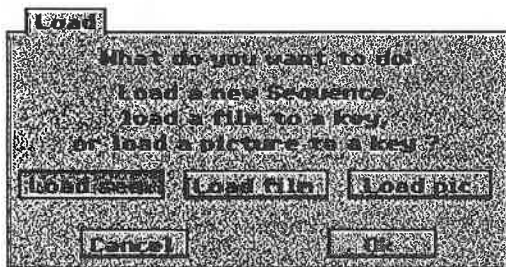 Load
What do you want to do:
Load a new Sequence,
load a film to a key,
or load a picture to a key ?
Load Load film Load pic
Cancel OK